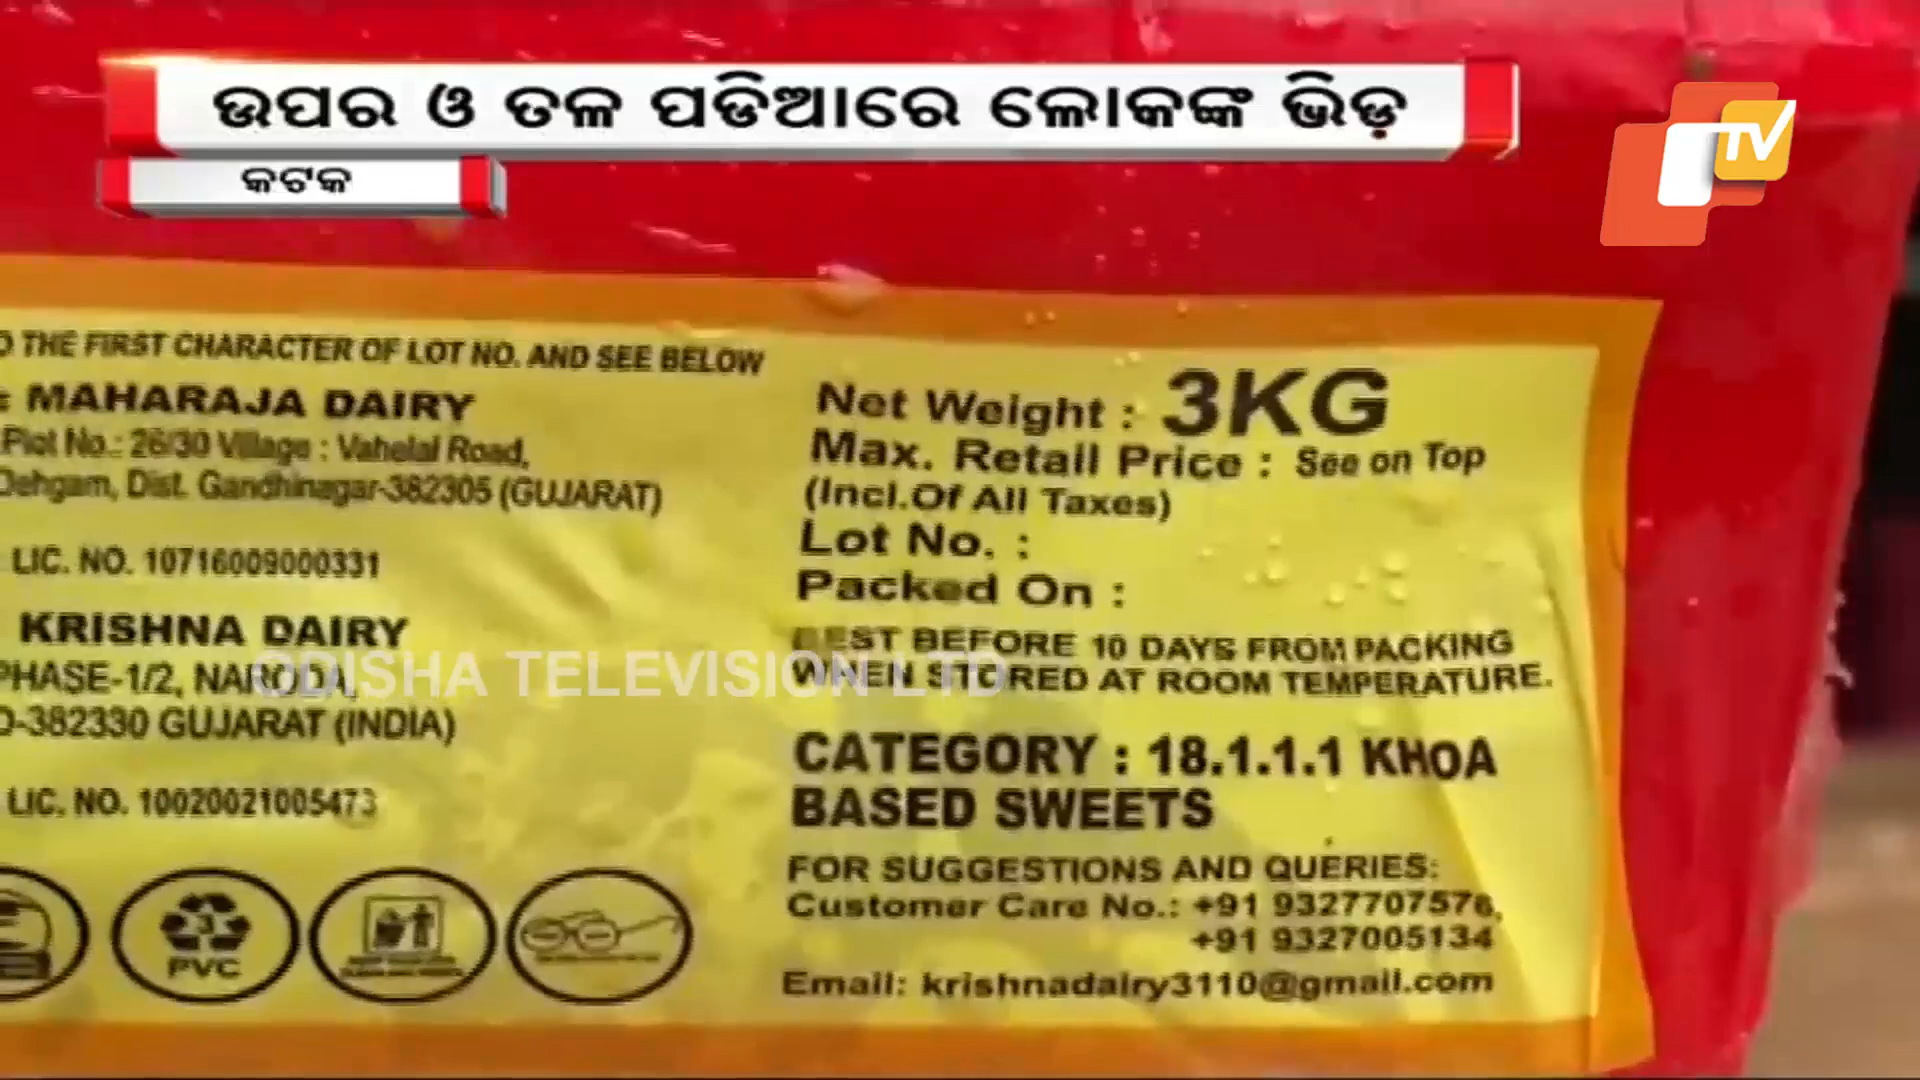 ଉପର ଓ ତଳ ପଡିଆରେ ଲୋକଙ୍କ ଭିଡ଼
କଟକ
TV
THE FIRST CHARACTER OF LOT NO. AND SEE BELOW
: MAHARAJA DAIRY
Plot No.: 26/30 Village : Vahelal Road,
Dehgam, Dist. Gandhinagar-382305 (GUJARAT)
LIC. NO. 10716009000331
KRISHNA DAIRY
PHASE-1/2, NARODA,
382330 GUJARAT (INDIA)
LIC. NO. 10020021005473
3
PVC
Net Weight : 3KG
Max. Retail Price : See on Top
(Incl.Of All Taxes)
Lot No. :
Packed On :
BEST BEFORE 10 DAYS FROM PACKING
WHEN STORED AT ROOM TEMPERATURE.
CATEGORY : 18.1.1.1 KHOA
BASED SWEETS
FOR SUGGESTIONS AND QUERIES:
Customer Care No.: +91 9327707576,
+91 9327005134
Email: krishnadairy3110@gmail.com
ODISHA TELEVISION LTD